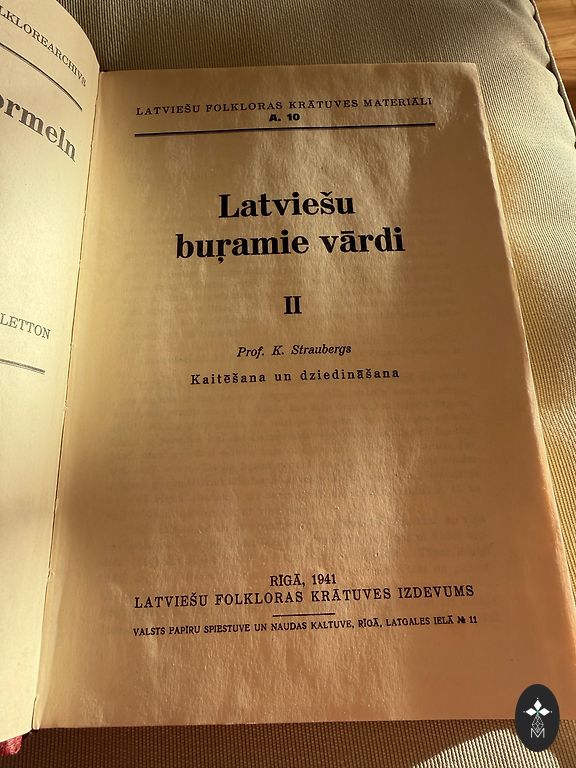 LKLOREARCHIVS
ormeln
LETTON
LATVIEŠU FOLKLORAS KRĀTUVES MATERIĀLI
A. 10
Latviešu
buŗamie vārdi
II
Prof. K. Straubergs
Kaitēšana un dziedināšana
RĪGĀ, 1941
LATVIEŠU FOLKLORAS KRĀTUVES IZDEVUMS
VALSTS PAPĪRU SPIESTUVE UN NAUDAS KALTUVE, RĪGĀ, LATGALES IELĀ № 11
M